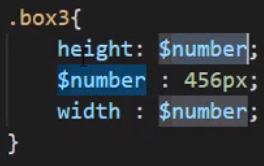 .box3{
height: $number;
$number : 456px;
width : $number;
}